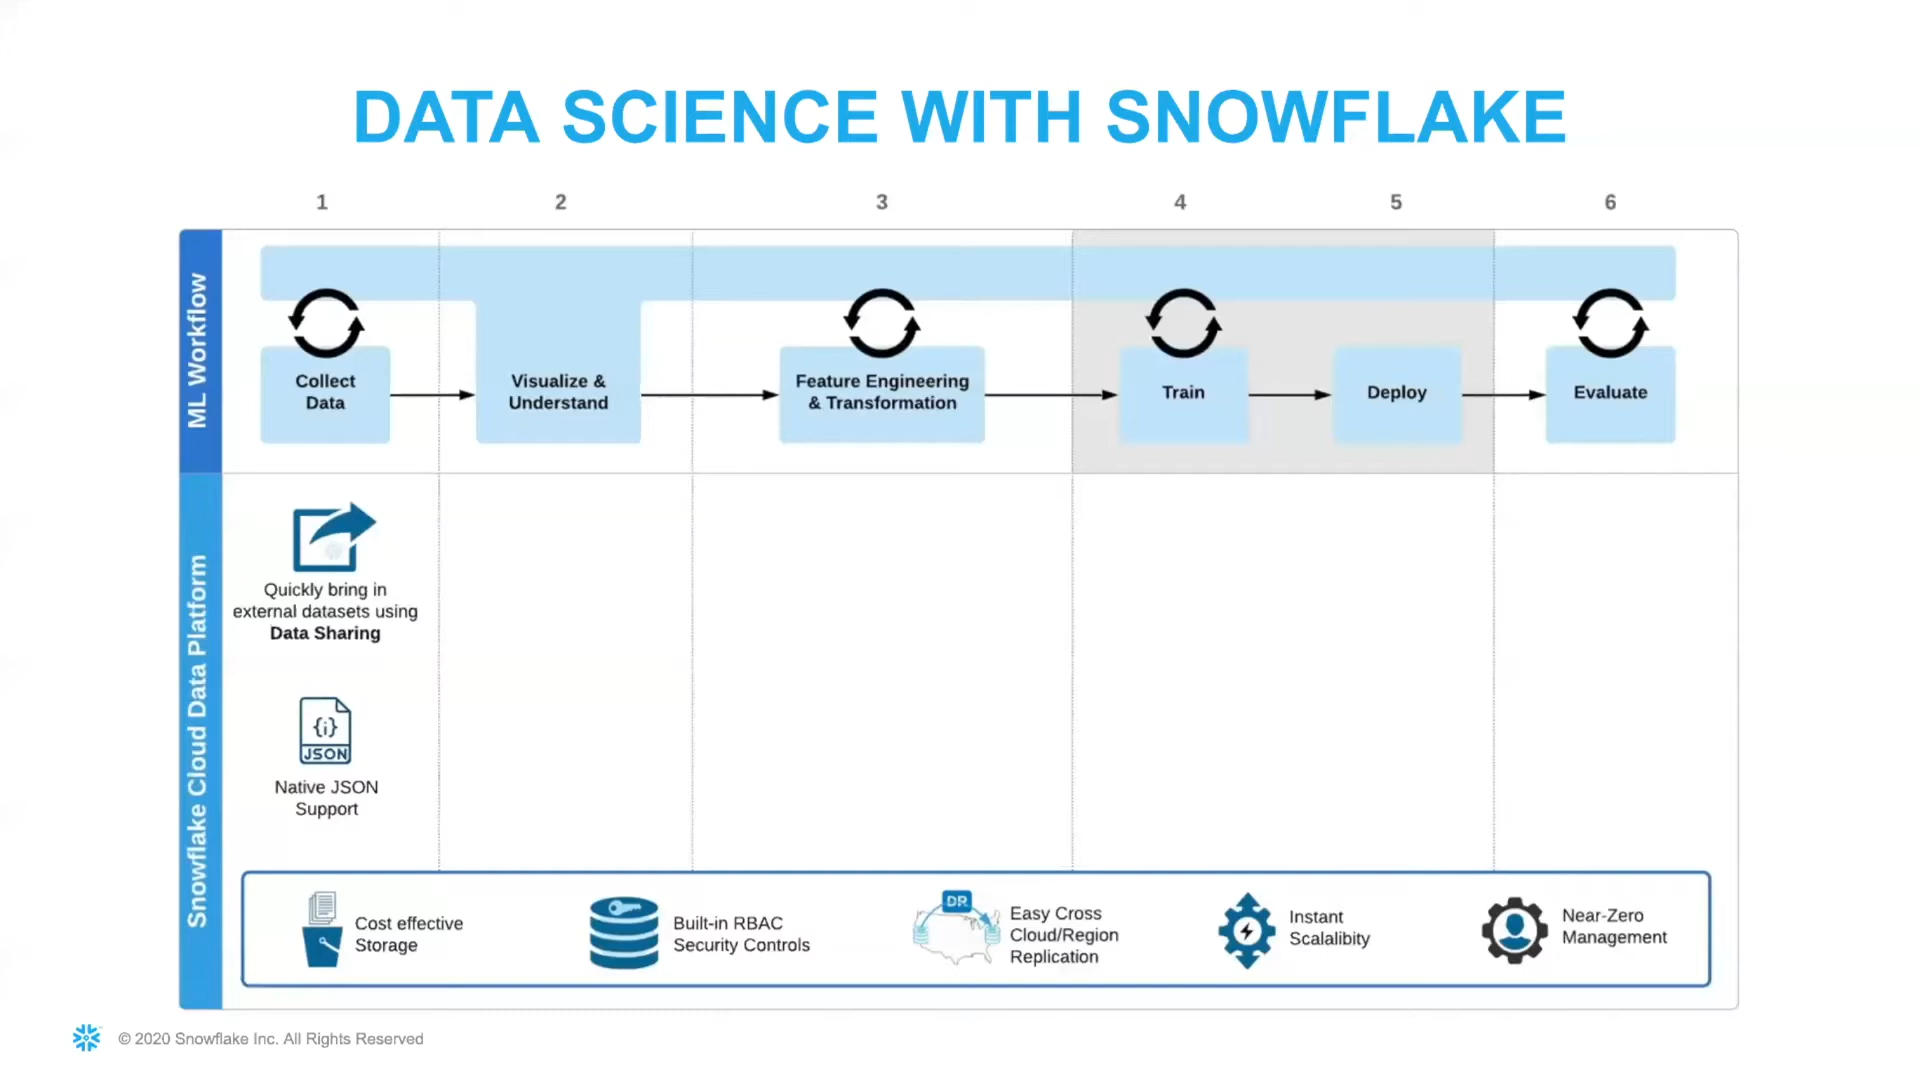 DATA SCIENCE WITH SNOWFLAKE
1
2
3
4
5
6
ML Workflow
Collect
Data
Visualize &
Understand
Feature Engineering
& Transformation
Train
Deploy
Evaluate
Snowflake Cloud Data Platform
Quickly bring in
external datasets using
Data Sharing
{i}
JSON
Native JSON
Support
Cost effective
Storage
Built-in RBAC
Security Controls
DR
Easy Cross
Cloud/Region
Replication
Instant
Scalalibity
Near-Zero
Management
© 2020 Snowflake Inc. All Rights Reserved